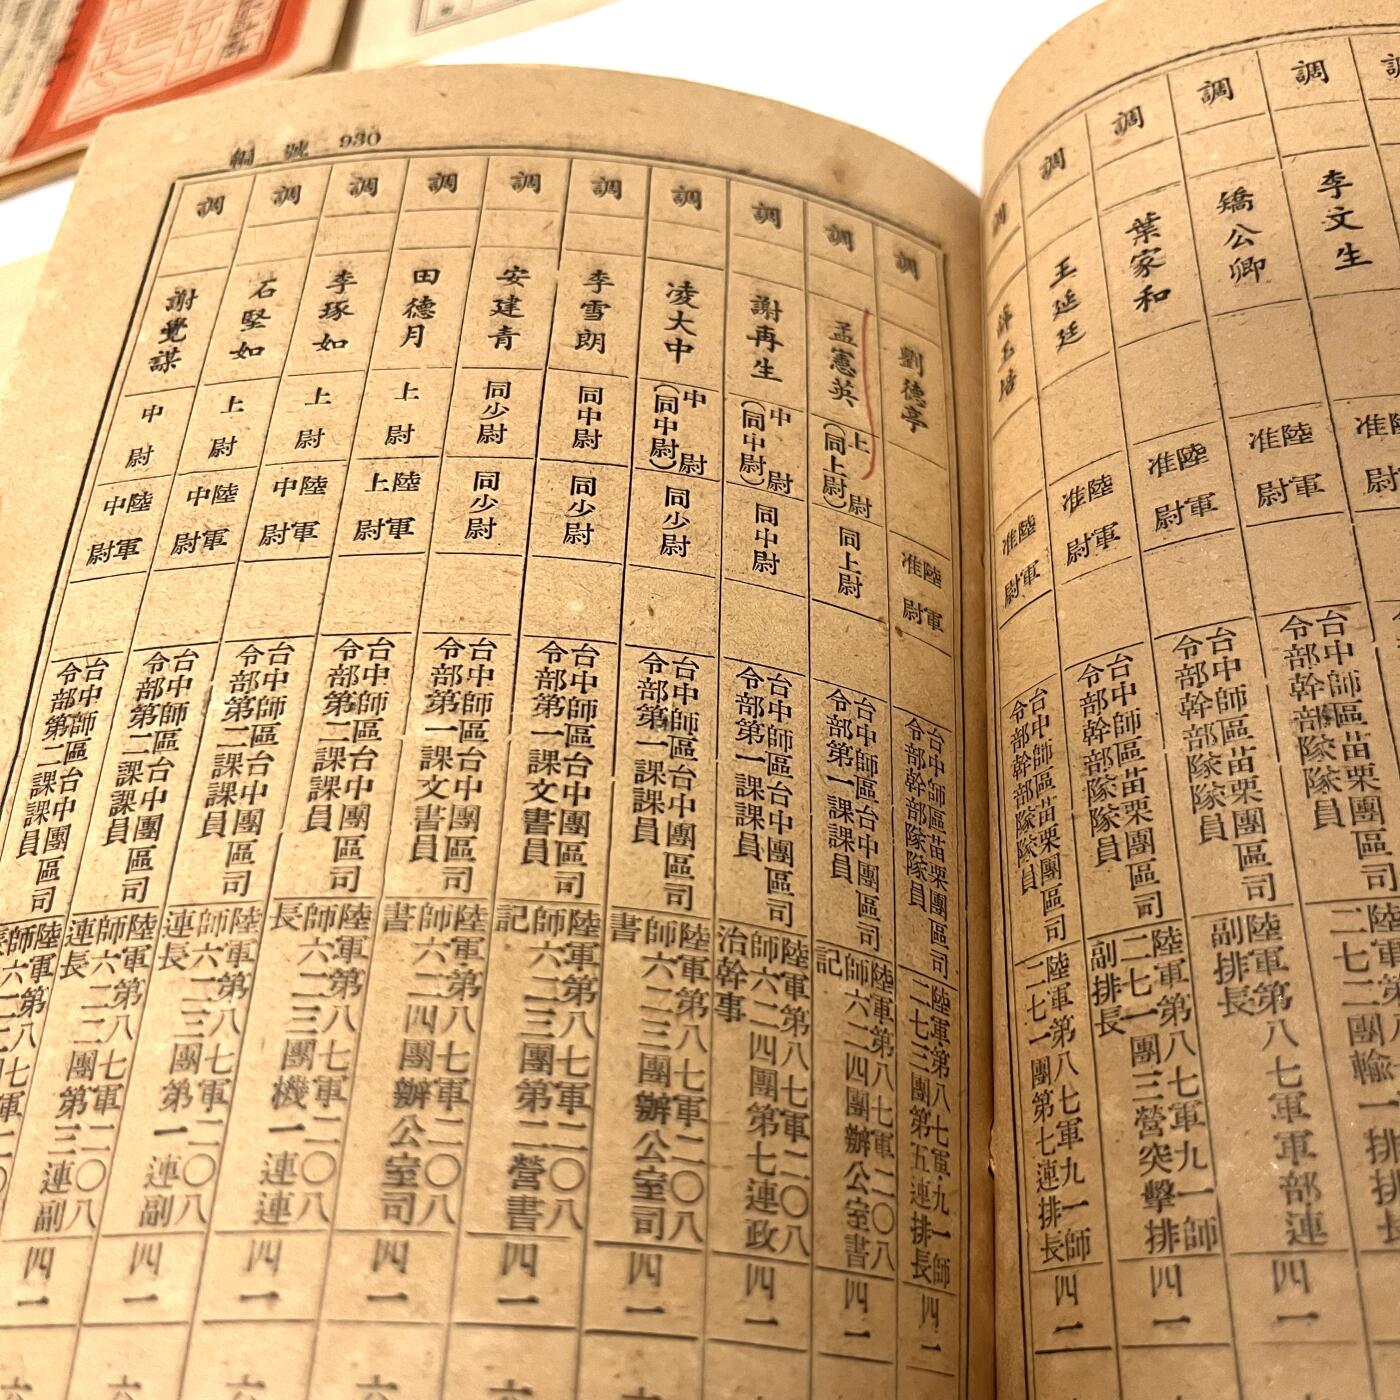 編號 930
調 李文生 陸軍准尉
調 矯公卿 陸軍准尉 台中師區苗栗團區司令部幹部隊隊員
調 葉家和 陸軍准尉 台中師區苗栗團區司令部幹部隊隊員 陸軍第八七軍軍部連副排長 四一
調 王延廷 陸軍准尉 台中師區苗栗團區司令部幹部隊隊員 陸軍第八七軍九一師二七一團三營突擊排副排長 四一
陸軍准尉 台中師區苗栗團區司令部幹部隊隊員 陸軍第八七軍九一師二七一團第七連排長 四一
調 劉德亭 陸軍准尉 台中師區苗栗團區司令部幹部隊隊員 陸軍第八七軍九一師二七三團第五連排長 四一
調 孟憲英 上尉(同上尉) 同上尉 台中師區台中團區司令部第一課課員 陸軍第八七軍二〇八師六二四團辦公室書記 四一
調 謝再生 中尉(同中尉) 同中尉 台中師區台中團區司令部第一課課員 陸軍第八七軍二〇八師六二四團第七連政治幹事 四一
調 凌大中 中尉(同中尉) 同少尉 台中師區台中團區司令部第一課課員 陸軍第八七軍二〇八師六二三團辦公室司書 四一
調 李雪朗 同中尉 同少尉 台中師區台中團區司令部第一課文書員 陸軍第八七軍二〇八師六二三團第二營書記 四一
調 安建青 同少尉 同少尉 台中師區台中團區司令部第一課文書員 陸軍第八七軍二〇八師六二四團辦公室司書 四一
調 田德月 上尉 陸軍上尉 台中師區台中團區司令部第二課課員 陸軍第八七軍二〇八師六二三團機一連連長 四一
調 李琢如 上尉 陸軍中尉 台中師區台中團區司令部第二課課員 陸軍第八七軍二〇八師六二三團第一連副連長 四一
調 石堅如 上尉 陸軍中尉 台中師區台中團區司令部第二課課員 陸軍第八七軍二〇八師六二二團第三連副連長 四一
調 謝覺謀 中尉 陸軍中尉 台中師區台中團區司令部第二課課員